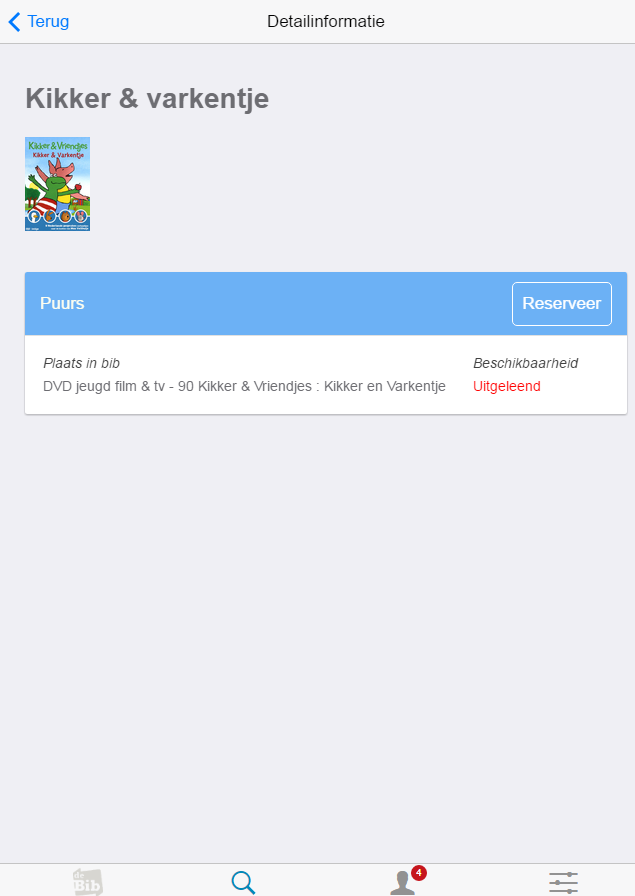 Terug
Detailinformatie
Kikker & varkentje
Kikker & Vriendjes
Kikker & Varkentje
Puurs
Reserveer
Plaats in bib
Beschikbaarheid
DVD jeugd film & tv - 90 Kikker & Vriendjes : Kikker en Varkentje
Uitgeleend
de
Bib
4